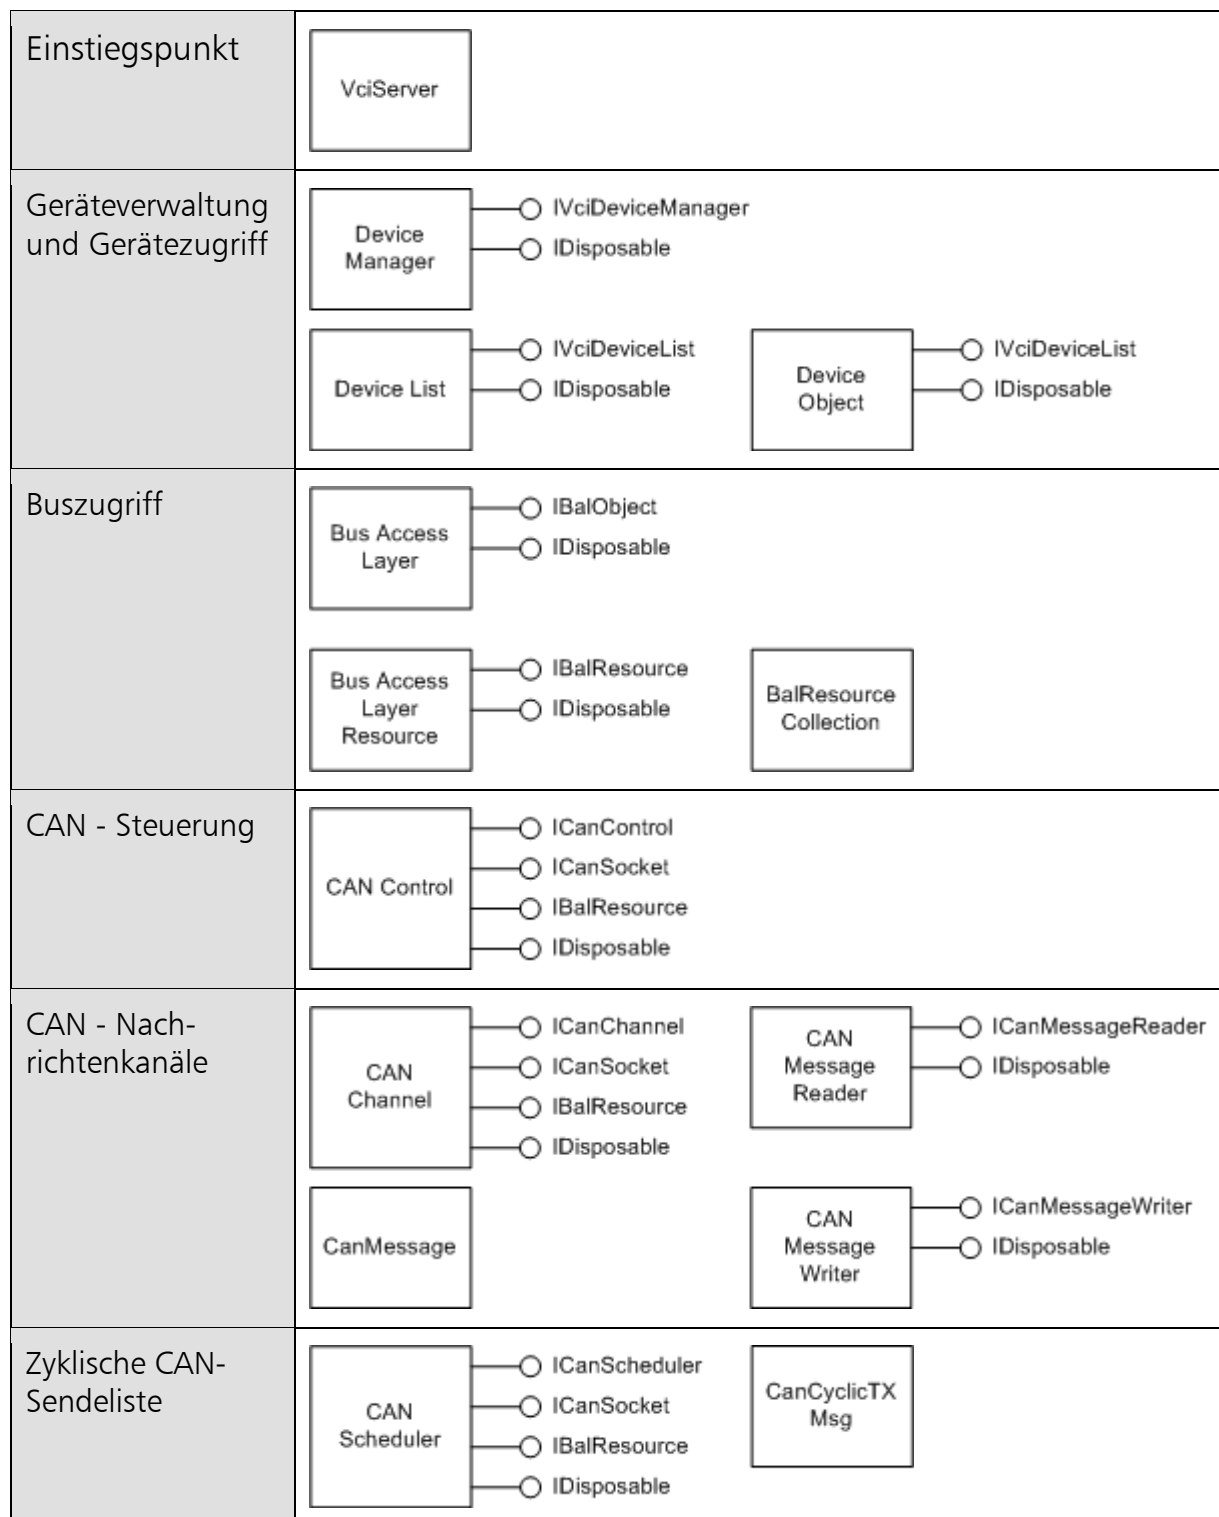 Einstiegspunkt
VciServer
Geräteverwaltung
und Gerätezugriff
Device
Manager
IVciDeviceManager
IDisposable
Device List
IVciDeviceList
IDisposable
Device
Object
IVciDeviceList
IDisposable
Buszugriff
Bus Access
Layer
IBalObject
IDisposable
Bus Access
Layer
Resource
IBalResource
IDisposable
BalResource
Collection
CAN - Steuerung
CAN Control
ICanControl
ICanSocket
IBalResource
IDisposable
CAN - Nach-
richtenkanäle
CAN
Channel
ICanChannel
ICanSocket
IBalResource
IDisposable
CAN
Message
Reader
ICanMessageReader
IDisposable
CanMessage
CAN
Message
Writer
ICanMessageWriter
IDisposable
Zyklische CAN-
Sendeliste
CAN
Scheduler
ICanScheduler
ICanSocket
IBalResource
IDisposable
CanCyclicTX
Msg